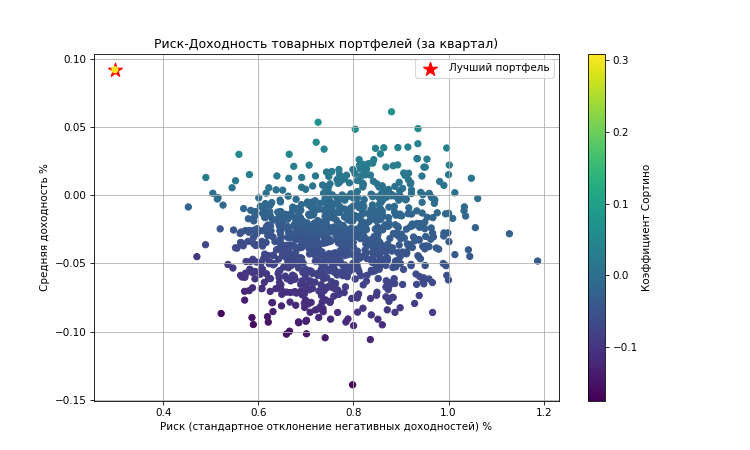 Риск-Доходность товарных портфелей (за квартал)
Лучший портфель
0.10
0.05
0.00
−0.05
−0.10
−0.15
Средняя доходность %
0.4 0.6 0.8 1.0 1.2
Риск (стандартное отклонение негативных доходностей) %
0.3
0.2
0.1
0.0
−0.1
Коэффициент Сортино